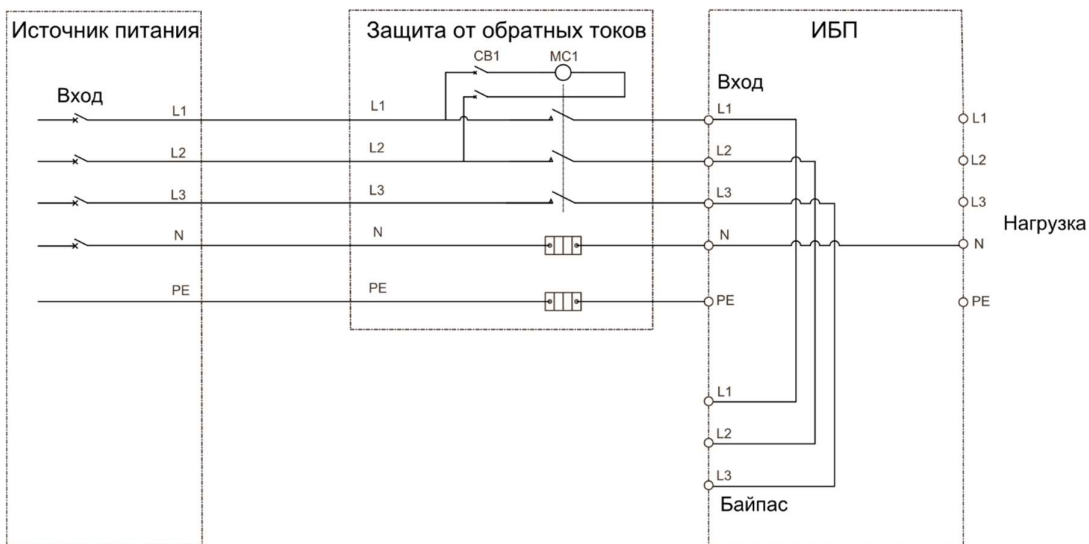 Источник питания
Защита от обратных токов
ИБП
CB1 MC1
Вход
Вход
L1 L1 L1 L1
L2 L2 L2 L2
L3 L3 L3 L3
Нагрузка
N N N N
PE PE PE PE
L1
L2
L3
Байпас